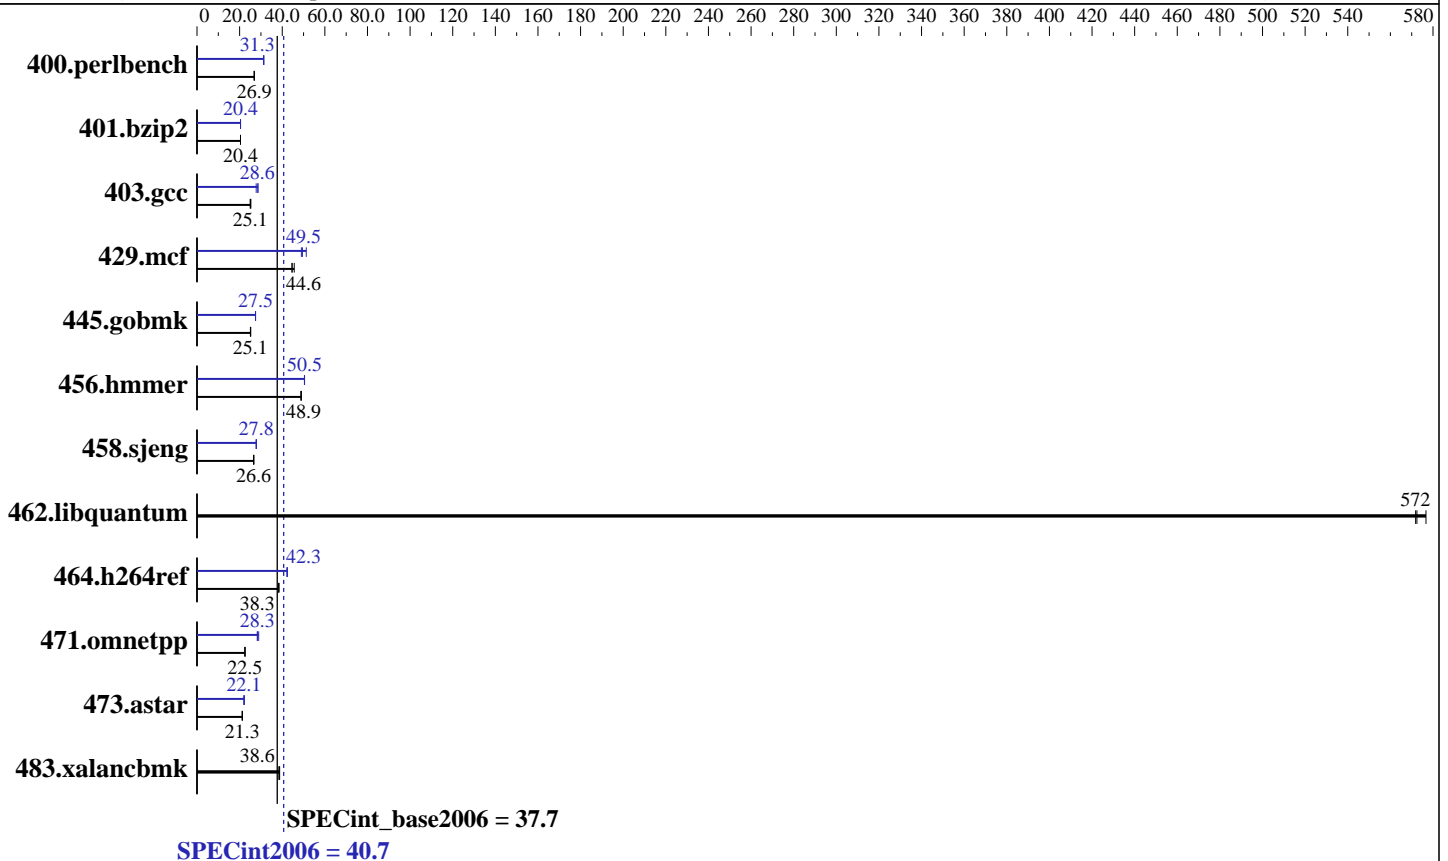 0 20.0 40.0 60.0 80.0 100 120 140 160 180 200 220 240 260 280 300 320 340 360 380 400 420 440 460 480 500 520 540 580
400.perlbench
31.3
26.9
401.bzip2
20.4
20.4
403.gcc
28.6
25.1
429.mcf
49.5
44.6
445.gobmk
27.5
25.1
456.hmmer
50.5
48.9
458.sjeng
27.8
26.6
462.libquantum
572
464.h264ref
42.3
38.3
471.omnetpp
28.3
22.5
473.astar
22.1
21.3
483.xalancbmk
38.6
SPECint_base2006 = 37.7
SPECint2006 = 40.7